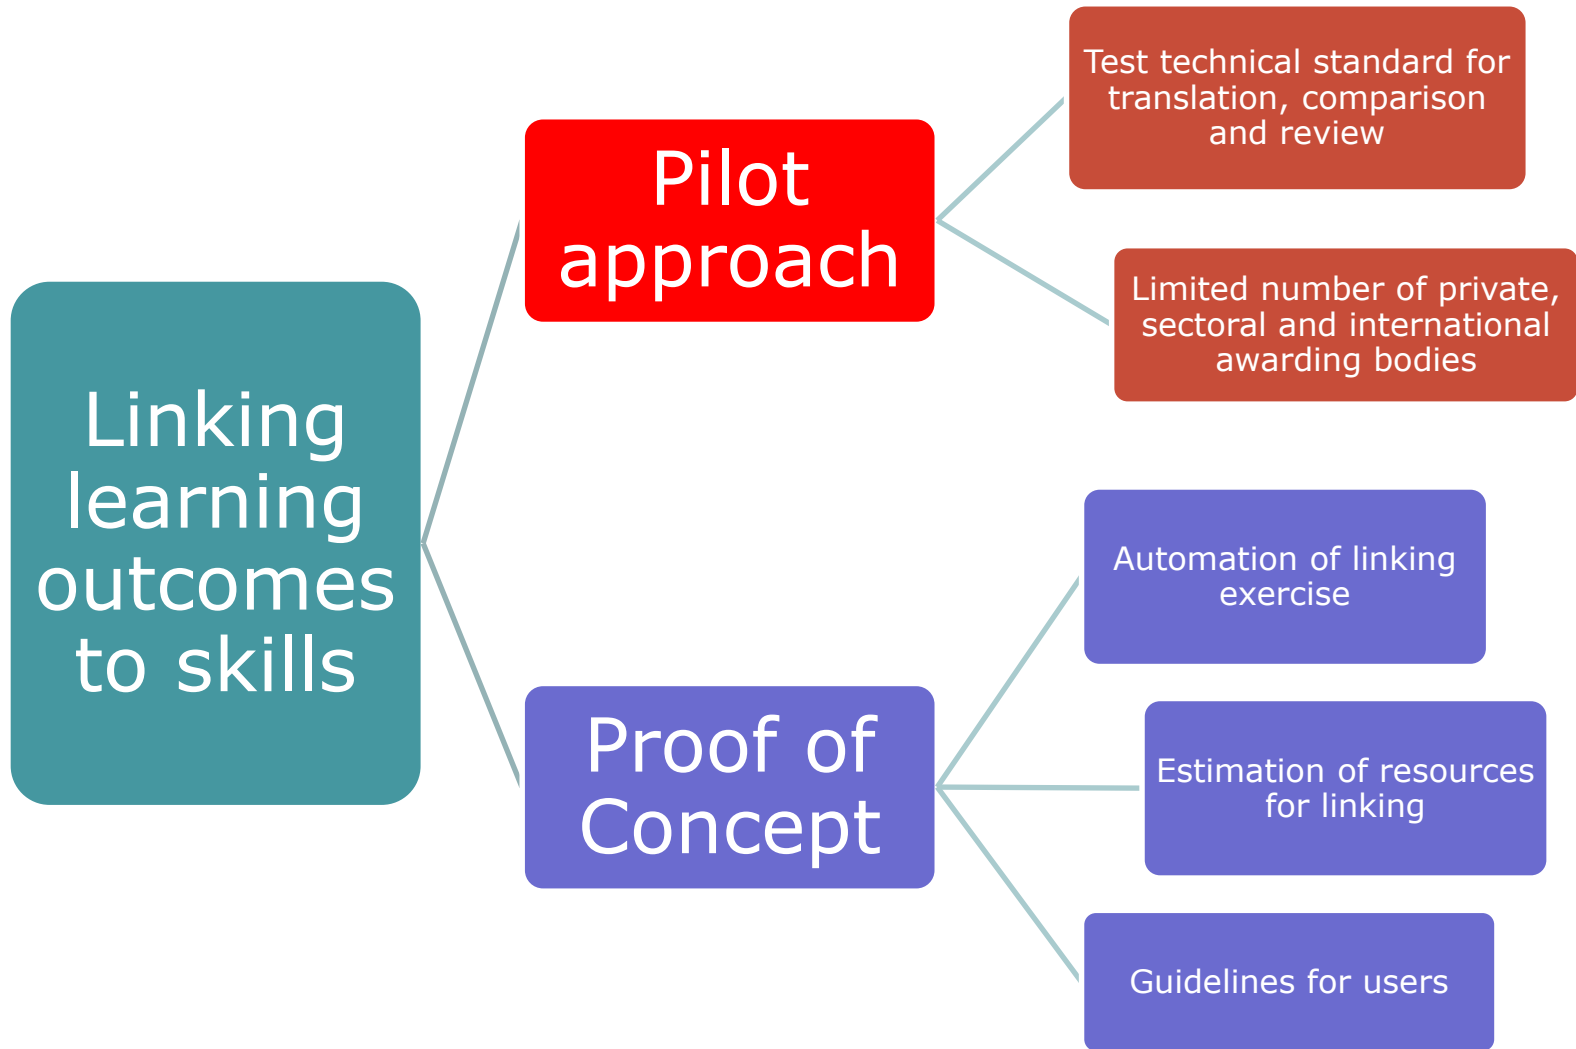 Linking
learning
outcomes
to skills
Pilot
approach
Test technical standard for
translation, comparison
and review
Limited number of private,
sectoral and international
awarding bodies
Proof of
Concept
Automation of linking
exercise
Estimation of resources
for linking
Guidelines for users